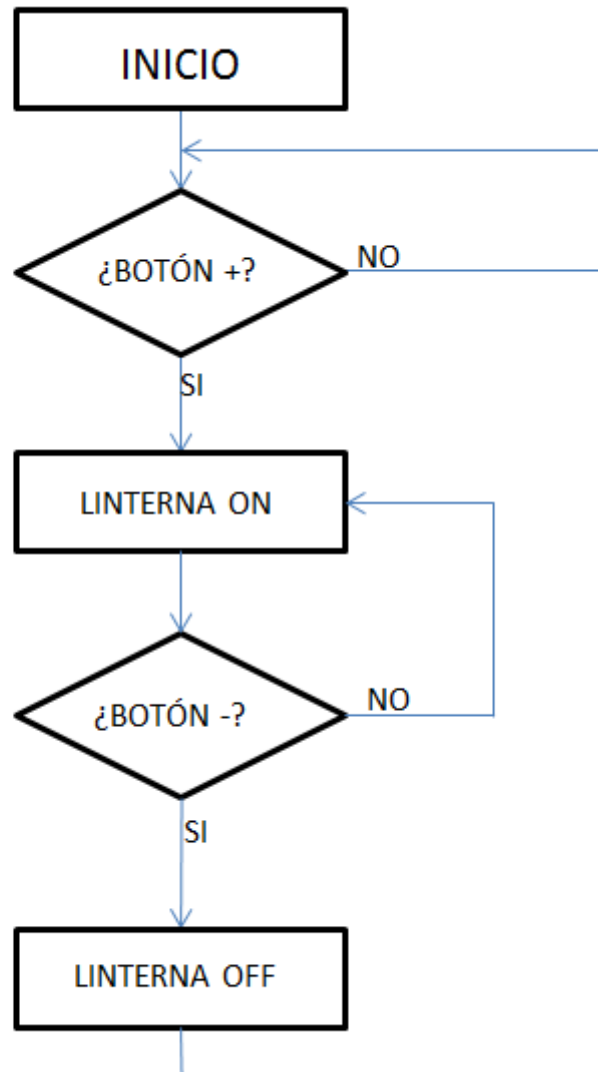 INICIO
¿BOTÓN +?
NO
SI
LINTERNA ON
¿BOTÓN -?
NO
SI
LINTERNA OFF